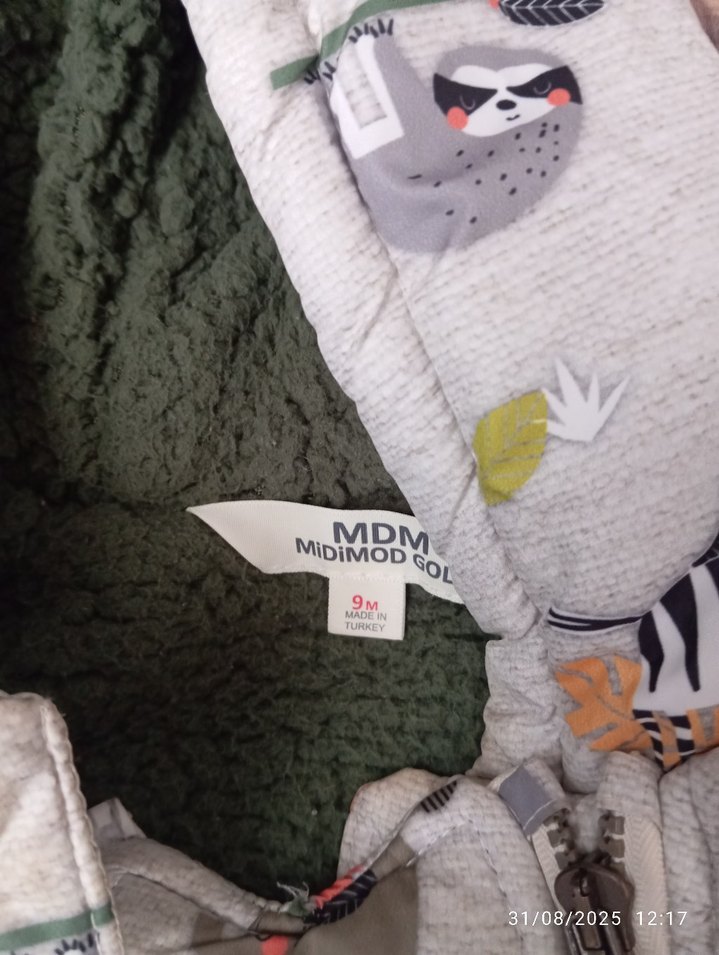 MDM
MiDiMOD GOL
9M
MADE IN
TURKEY
31/08/2025 12:17